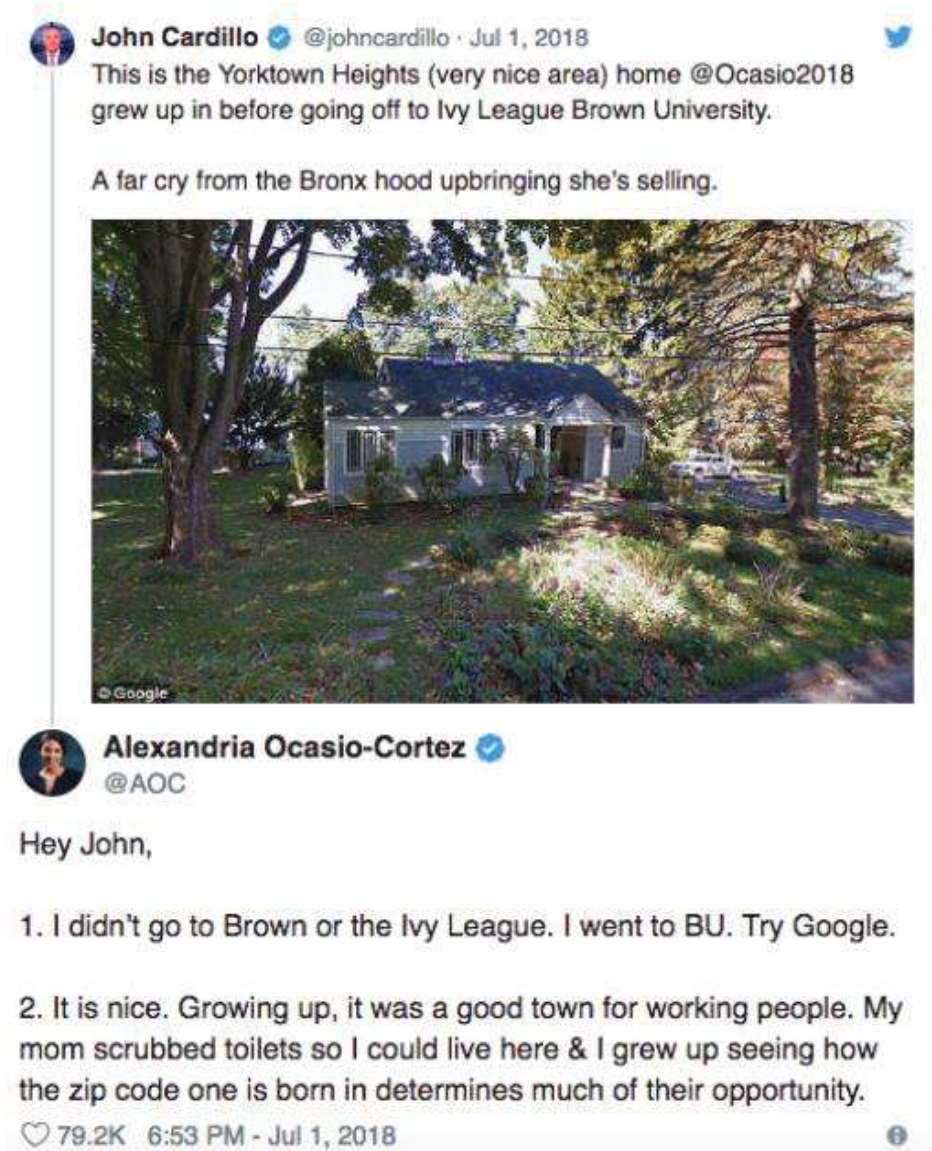 John Cardillo @johncardillo · Jul 1, 2018
This is the Yorktown Heights (very nice area) home @Ocasio2018
grew up in before going off to Ivy League Brown University.
A far cry from the Bronx hood upbringing she's selling.
© Google
Alexandria Ocasio-Cortez
@AOC
Hey John,
1. I didn't go to Brown or the Ivy League. I went to BU. Try Google.
2. It is nice. Growing up, it was a good town for working people. My
mom scrubbed toilets so I could live here & I grew up seeing how
the zip code one is born in determines much of their opportunity.
79.2K 6:53 PM - Jul 1, 2018